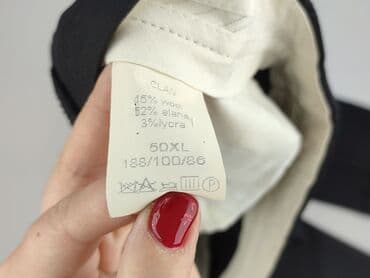 CLAN
45% wool
52% elana
3% lycra
50XL
188/100/86
P